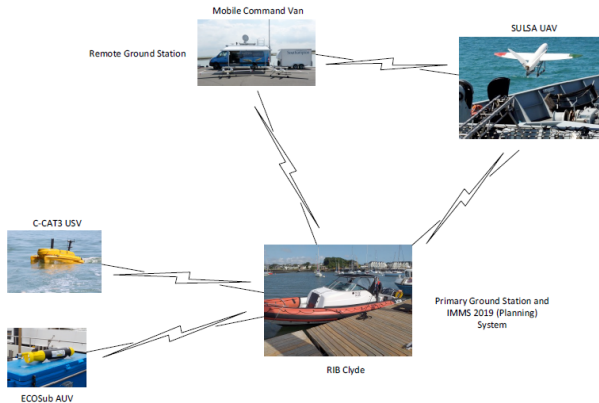 Mobile Command Van
Remote Ground Station
SULSA UAV
C-CAT3 USV
Primary Ground Station and
IMMS 2019 (Planning)
System
RIB Clyde
ECOSub AUV